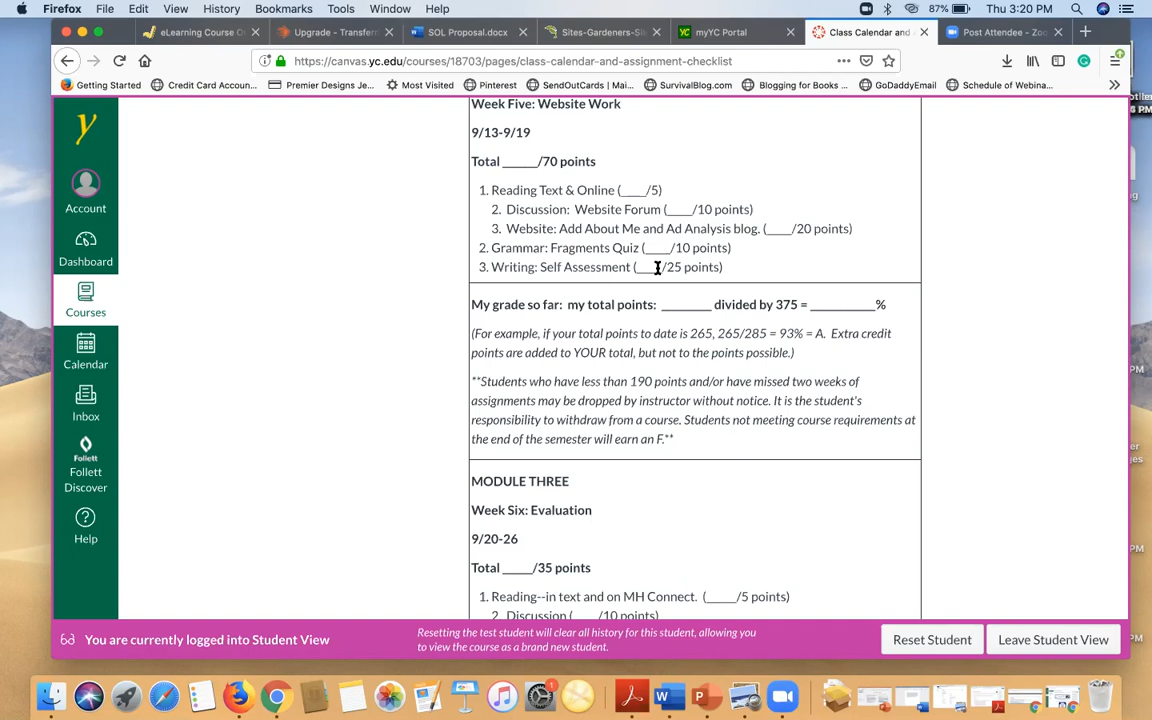 Firefox File Edit View History Bookmarks Tools Window Help 87% Thu 3:20 PM
eLearning Course O Upgrade - Transform SOL Proposal.docx Sites-Gardeners-Si myYC Portal Class Calendar and Post Attendee - Zoo
https://canvas.yc.edu/courses/18703/pages/class-calendar-and-assignment-checklist
Getting Started Credit Card Accoun... Premier Designs Je... Most Visited Pinterest SendOutCards / Mai... SurvivalBlog.com Blogging for Books ... GoDaddyEmail Schedule of Webina...
Week Five: Website Work
9/13-9/19
Total _____/70 points
1. Reading Text & Online (____/5)
2. Discussion: Website Forum (____/10 points)
3. Website: Add About Me and Ad Analysis blog. (____/20 points)
2. Grammar: Fragments Quiz (____/10 points)
3. Writing: Self Assessment (____/25 points)
My grade so far: my total points: ________ divided by 375 = __________%
(For example, if your total points to date is 265, 265/285 = 93% = A. Extra credit
points are added to YOUR total, but not to the points possible.)
**Students who have less than 190 points and/or have missed two weeks of
assignments may be dropped by instructor without notice. It is the student's
responsibility to withdraw from a course. Students not meeting course requirements at
the end of the semester will earn an F.**
MODULE THREE
Week Six: Evaluation
9/20-26
Total _____/35 points
1. Reading--in text and on MH Connect. (_____/5 points)
2. Discussion (____/10 points)
y
Account
Dashboard
Courses
Calendar
Inbox
Follett
Follett
Discover
Help
You are currently logged into Student View
Resetting the test student will clear all history for this student, allowing you
to view the course as a brand new student.
Reset Student
Leave Student View